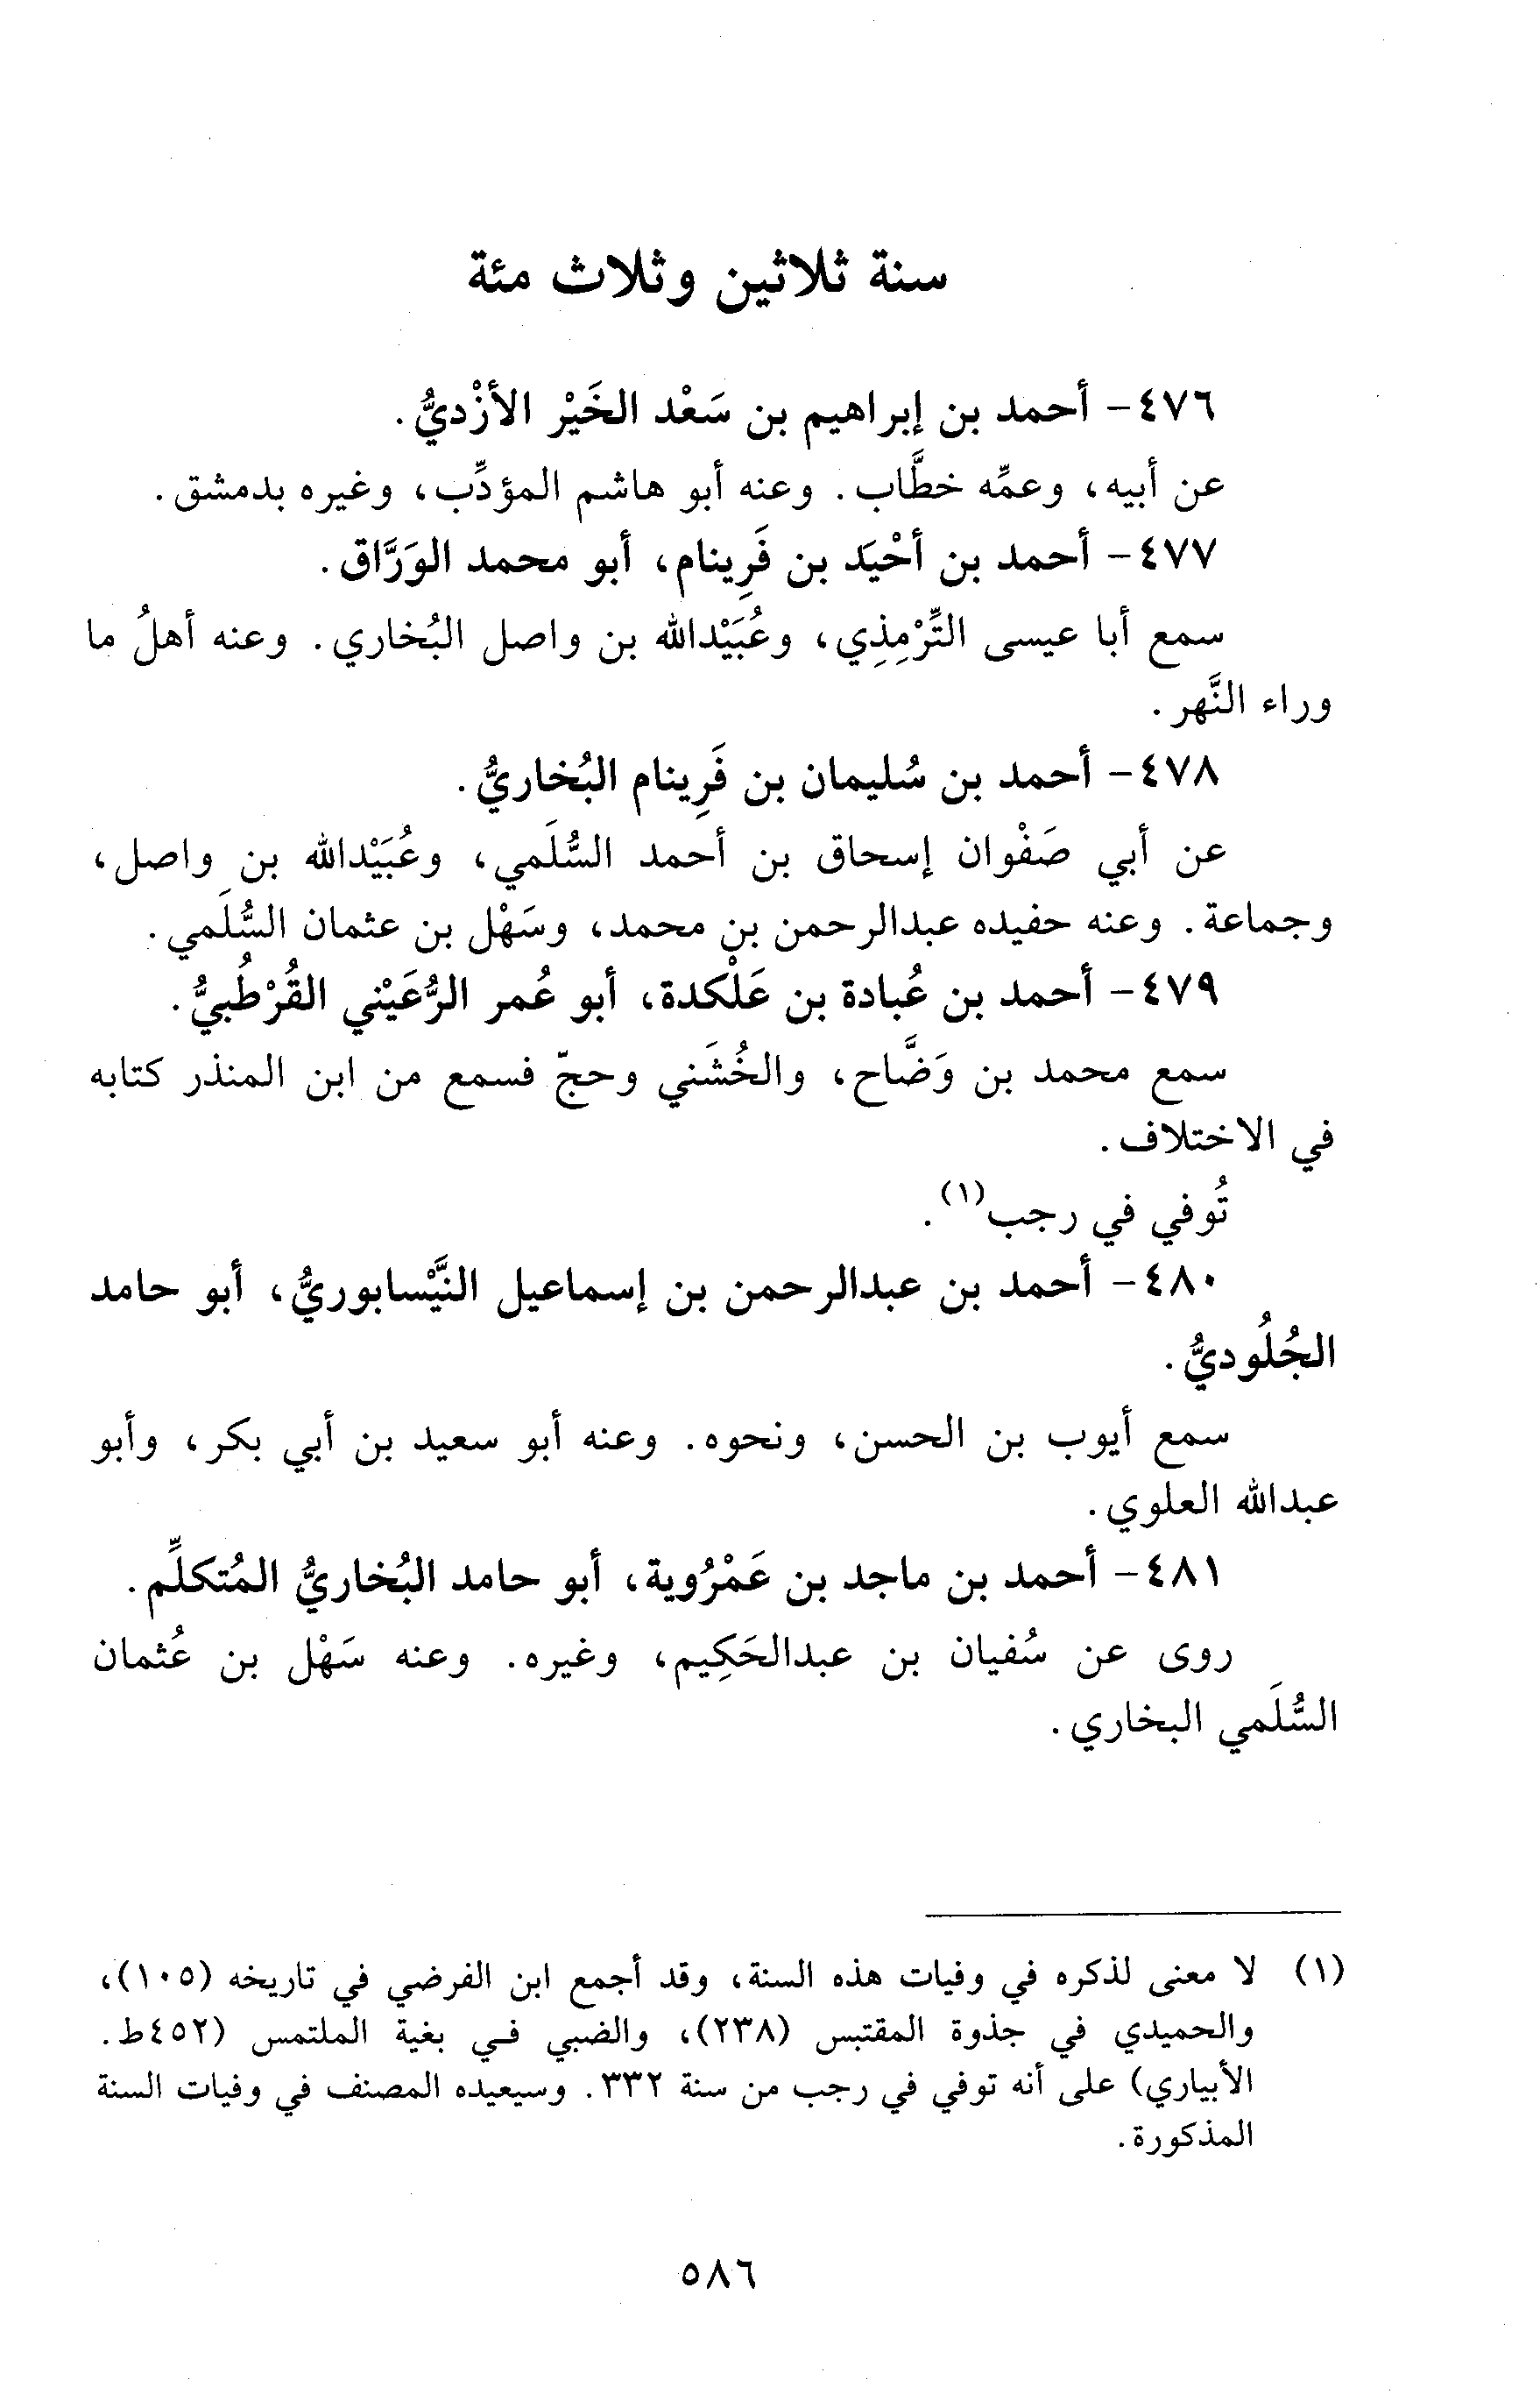 سنة ثلاثين وثلاث مئة
٤٧٦- أحمد بن إبراهيم بن سَعْد الخَيْر الأزْديُّ.
عن أبيه، وعمِّه خطَّاب. وعنه أبو هاشم المؤدِّب، وغيره بدمشق.
٤٧٧- أحمد بن أحْيَد بن فَرِينام، أبو محمد الوَرَّاق.
سمع أبا عيسى التِّرْمِذِي، وعُبَيْدالله بن واصل البُخاري. وعنه أهلُ ما
وراء النَّهر.
٤٧٨- أحمد بن سُليمان بن فَرِينام البُخاريُّ.
عن أبي صَفْوان إسحاق بن أحمد السُّلَمي، وعُبَيْدالله بن واصل،
وجماعة. وعنه حفيده عبدالرحمن بن محمد، وسَهْل بن عثمان السُّلَمي.
٤٧٩- أحمد بن عُبادة بن عَلْكدة، أبو عُمر الرُّعَيْني القُرْطُبيُّ.
سمع محمد بن وَضَّاح، والخُشَني وحجّ فسمع من ابن المنذر كتابه
في الاختلاف.
تُوفي في رجب(١).
٤٨٠- أحمد بن عبدالرحمن بن إسماعيل النَّيْسابوريُّ، أبو حامد
الجُلُوديُّ.
سمع أيوب بن الحسن، ونحوه. وعنه أبو سعيد بن أبي بكر، وأبو
عبدالله العلوي.
٤٨١- أحمد بن ماجد بن عَمْرُوية، أبو حامد البُخاريُّ المُتكلِّم.
روى عن سُفيان بن عبدالحَكِيم، وغيره. وعنه سَهْل بن عُثمان
السُّلَمي البخاري.
(١) لا معنى لذكره في وفيات هذه السنة، وقد أجمع ابن الفرضي في تاريخه (١٠٥)،
والحميدي في جذوة المقتبس (٢٣٨)، والضبي في بغية الملتمس (٤٥٢ط.
الأبياري) على أنه توفي في رجب من سنة ٣٣٢. وسيعيده المصنف في وفيات السنة
المذكورة.
٥٨٦